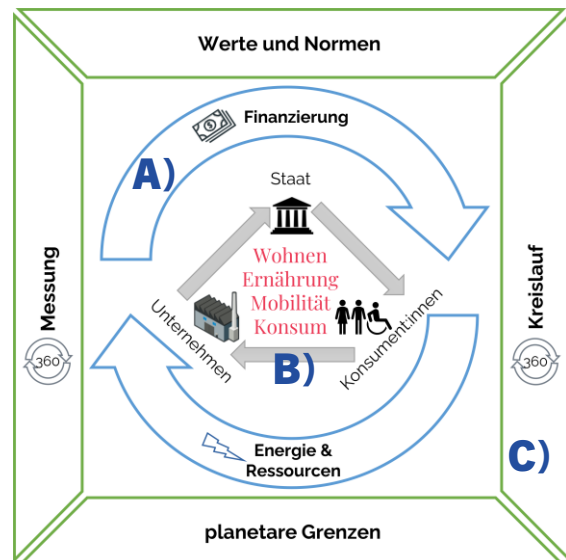 Werte und Normen
Finanzierung
A)
Staat
Wohnen
Ernährung
Mobilität
Konsum
Messung
360°
Unternehmen
Konsument:innen
B)
Kreislauf
360°
Energie &
Ressourcen
C)
planetare Grenzen